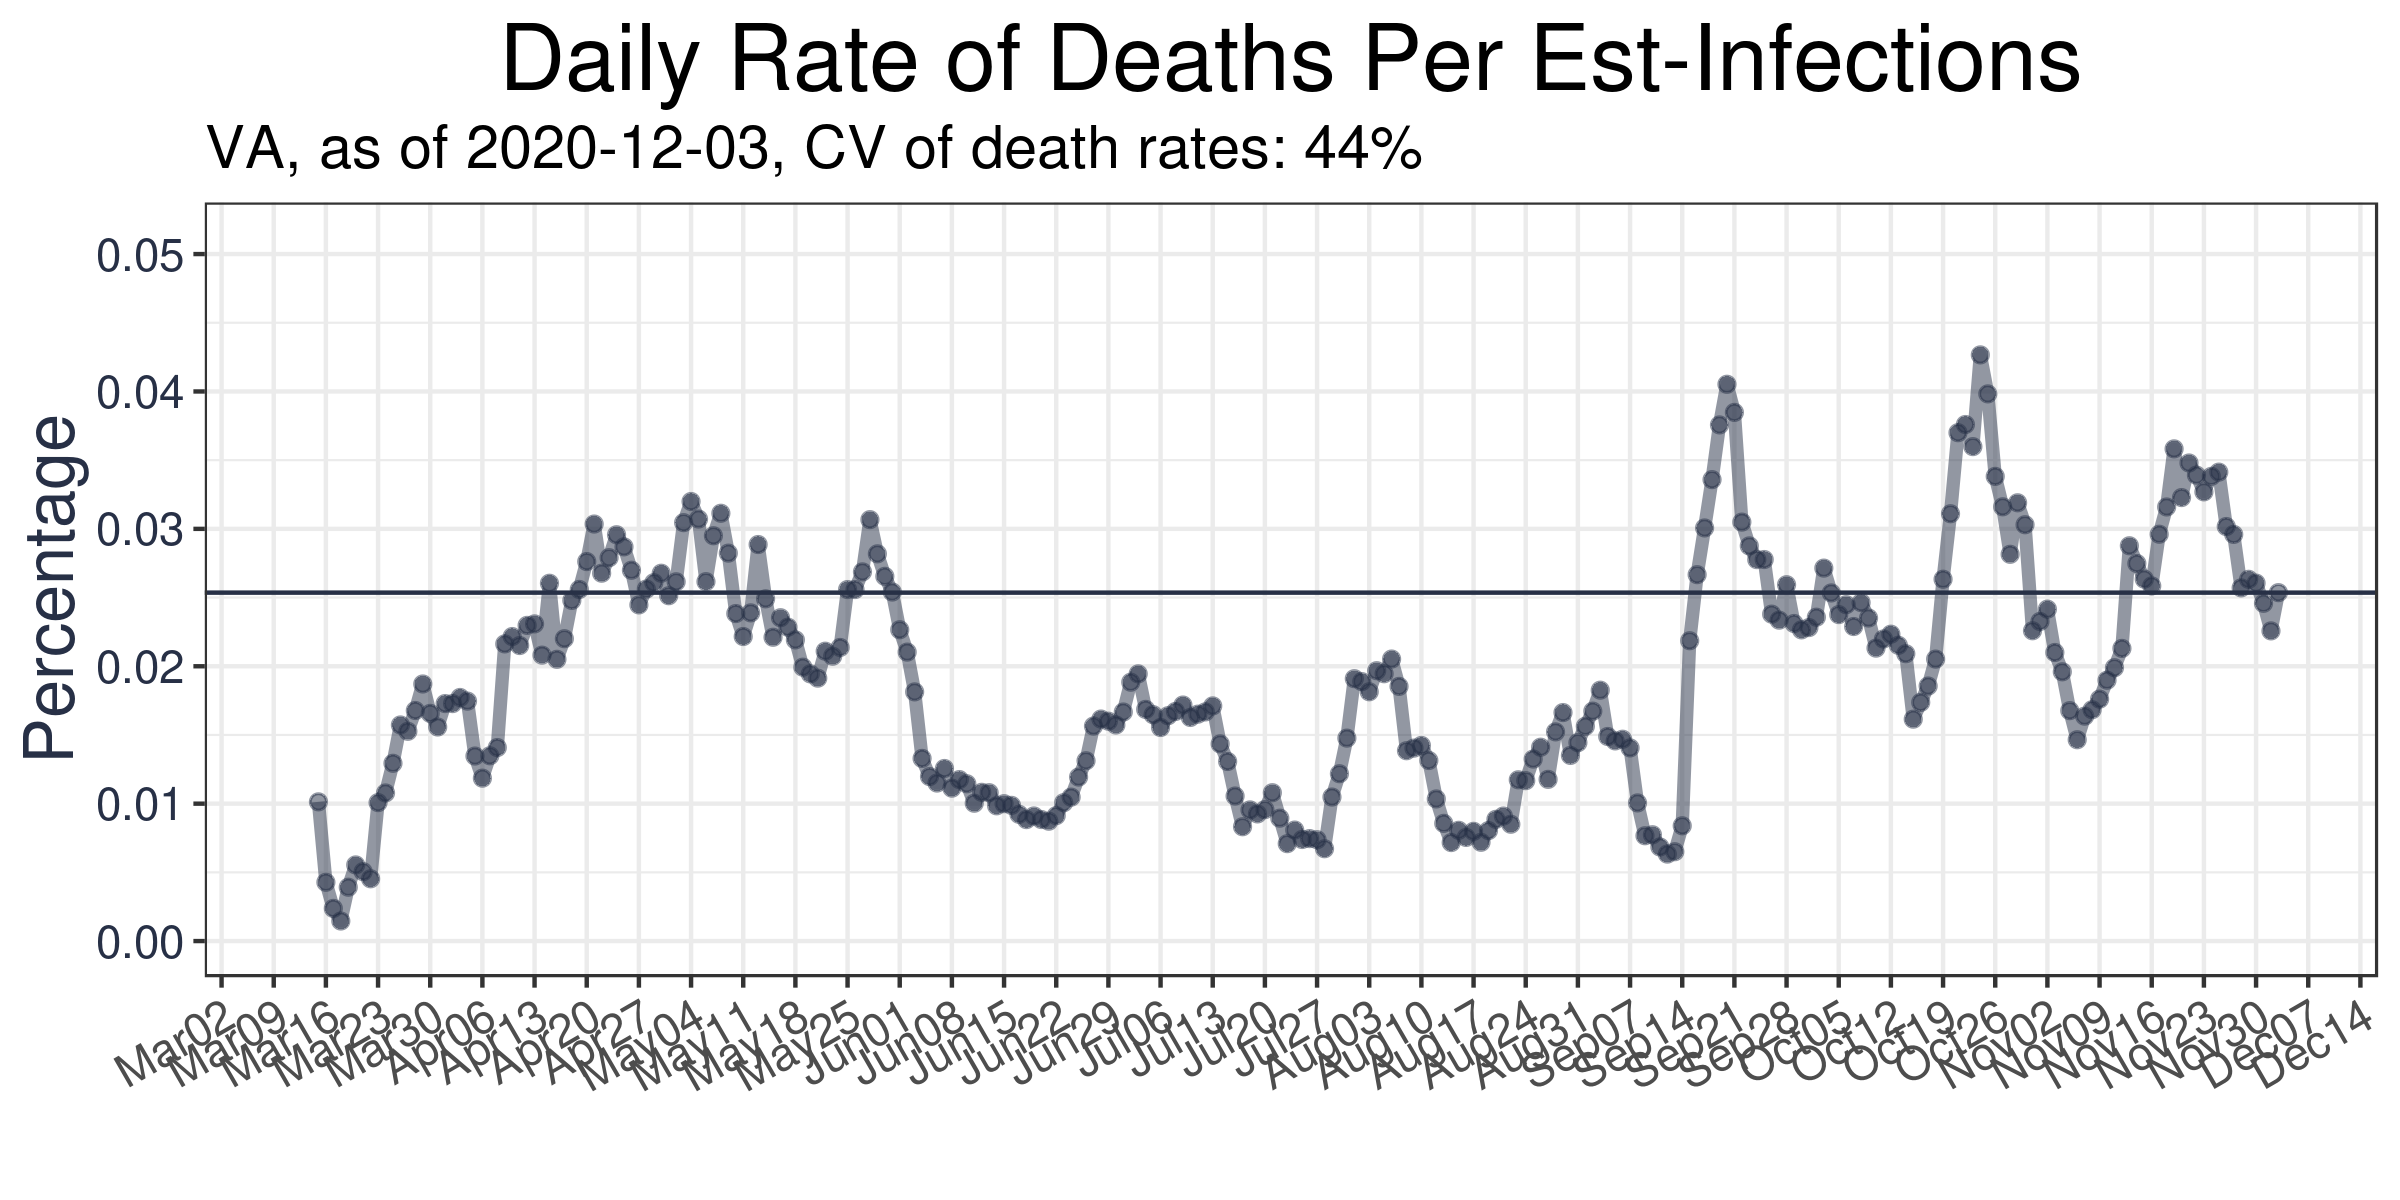 Daily Rate of Deaths Per Est-Infections
VA, as of 2020-12-03, CV of death rates: 44%
Percentage
0.05
0.04
0.03
0.02
0.01
0.00
Mar02
Mar09
Mar16
Mar23
Mar30
Apr06
Apr13
Apr20
Apr27
May04
May11
May18
May25
Jun01
Jun08
Jun15
Jun22
Jun29
Jul06
Jul13
Jul20
Jul27
Aug03
Aug10
Aug17
Aug24
Aug31
Sep07
Sep14
Sep21
Sep28
Oct05
Oct12
Oct19
Oct26
Nov02
Nov09
Nov16
Nov23
Nov30
Dec07
Dec14